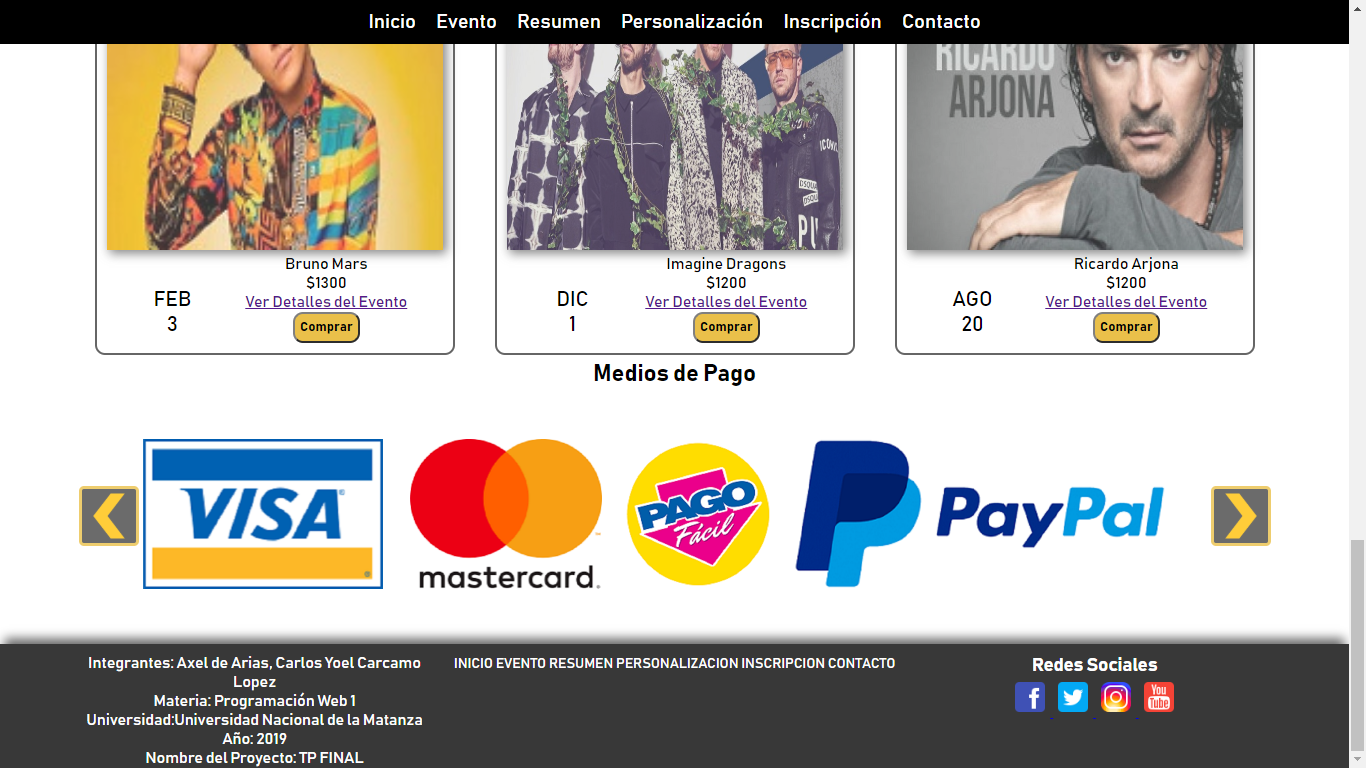 Inicio Evento Resumen Personalización Inscripción Contacto
RICARDO
ARJONA
ICONIC
DSQUA
DSQU
PU
Bruno Mars
$1300
FEB
3
Ver Detalles del Evento
Comprar
Imagine Dragons
$1200
DIC
1
Ver Detalles del Evento
Comprar
Ricardo Arjona
$1200
AGO
20
Ver Detalles del Evento
Comprar
Medios de Pago
VISA
mastercard.
PAGO
Fácil
PayPal
Integrantes: Axel de Arias, Carlos Yoel Carcamo
Lopez
Materia: Programación Web 1
Universidad:Universidad Nacional de la Matanza
Año: 2019
Nombre del Proyecto: TP FINAL
INICIO EVENTO RESUMEN PERSONALIZACION INSCRIPCION CONTACTO
Redes Sociales
You
Tube